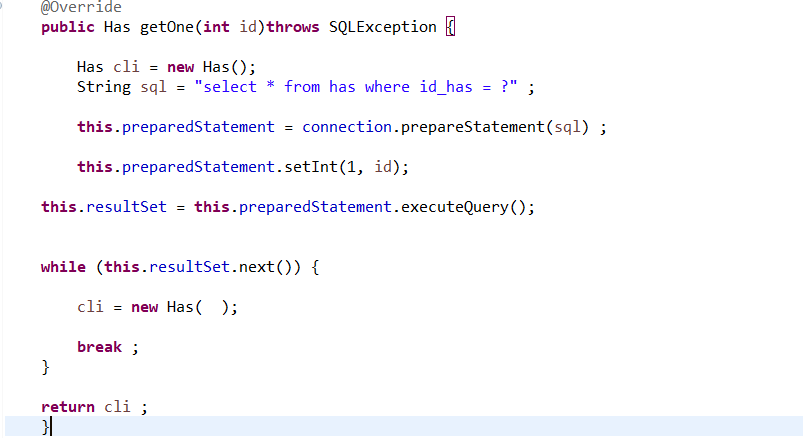 @Override
public Has getOne(int id)throws SQLException {
Has cli = new Has();
String sql = "select * from has where id_has = ?" ;
this.preparedStatement = connection.prepareStatement(sql) ;
this.preparedStatement.setInt(1, id);
this.resultSet = this.preparedStatement.executeQuery();
while (this.resultSet.next()) {
cli = new Has(  );
break ;
}
return cli ;
}